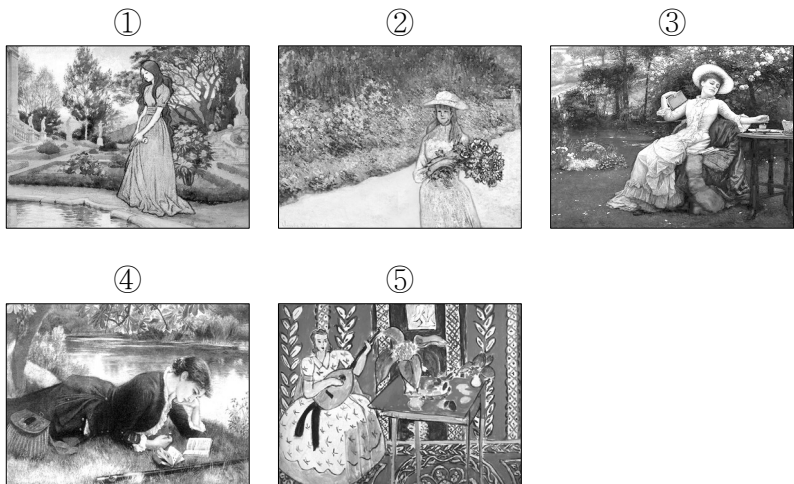 ① ② ③
④ ⑤